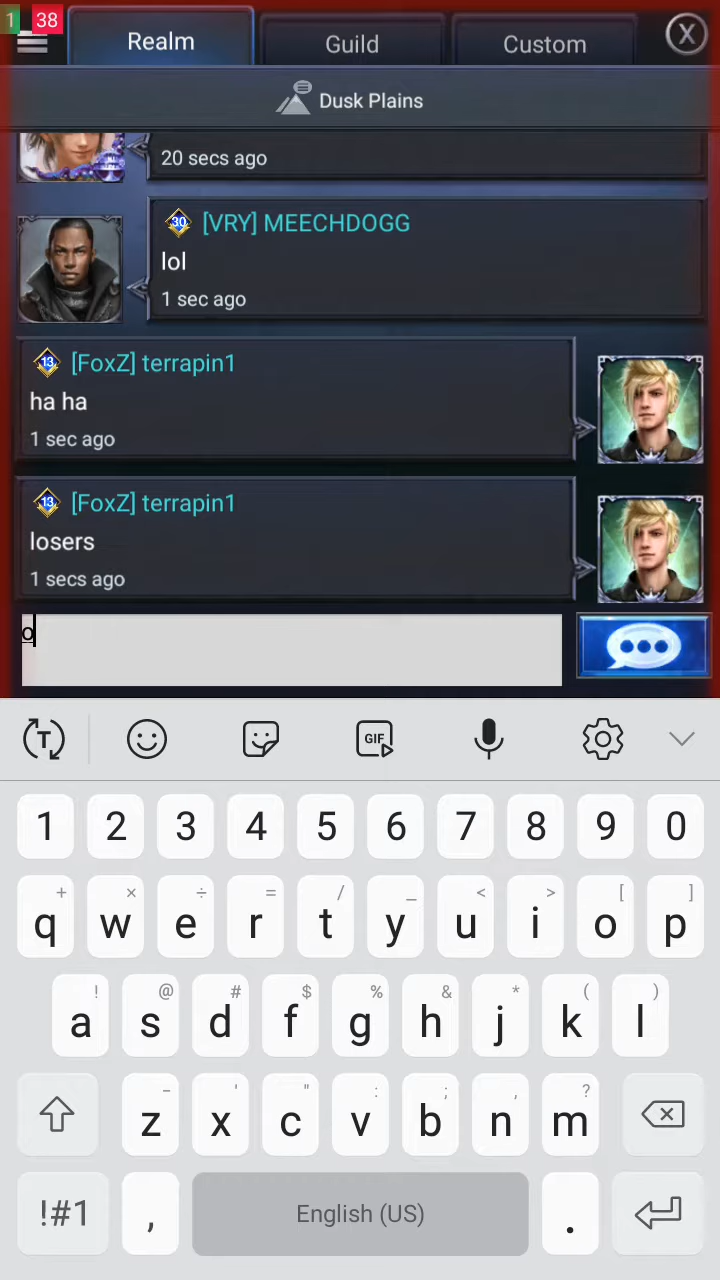 1 38
Realm Guild Custom X
Dusk Plains
20 secs ago
30 [VRY] MEECHDOGG
lol
1 sec ago
13 [FoxZ] terrapin1
ha ha
1 sec ago
13 [FoxZ] terrapin1
losers
1 secs ago
o
T GIF
1 2 3 4 5 6 7 8 9 0
+ × ÷ = / _ < > [ ]
q w e r t y u i o p
! @ # $ % & * ( )
a s d f g h j k l
- ' " : ; , ?
z x c v b n m
!#1 , English (US) .